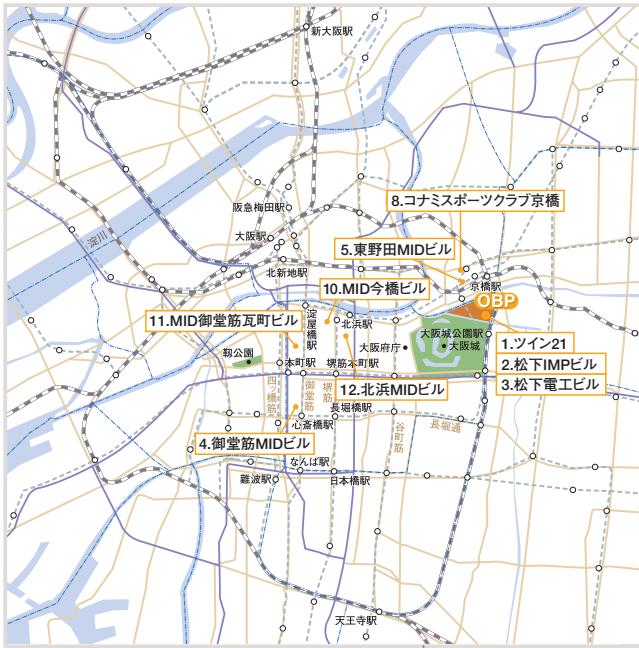 新大阪駅
8.コナミスポーツクラブ京橋
阪急梅田駅
淀川
大阪駅
5.東野田MIDビル
北新地駅
京橋駅
10.MID今橋ビル
OBP
淀屋橋駅
11.MID御堂筋瓦町ビル
北浜駅
大阪城公園駅
大阪府庁
大阪城
1.ツイン21
2.松下IMPビル
3.松下電工ビル
靱公園
本町駅
堺筋本町駅
12.北浜MIDビル
四ツ橋筋
御堂筋
堺筋
長堀橋駅
谷町筋
長堀通
心斎橋駅
4.御堂筋MIDビル
なんば駅
難波駅
日本橋駅
天王寺駅